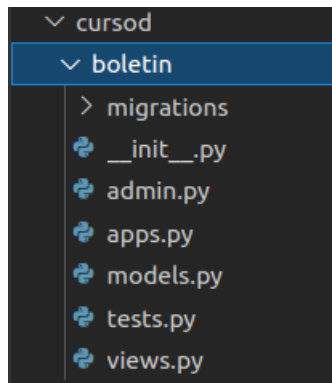 cursod
boletin
migrations
__init__.py
admin.py
apps.py
models.py
tests.py
views.py